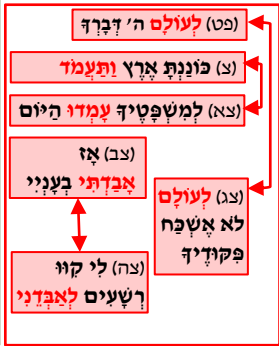 (פט) לְעוֹלָם ה' דְּבָרְךָ
(צ) כּוֹנַנְתָּ אֶרֶץ וַתַּעֲמֹד
(צא) לְמִשְׁפָּטֶיךָ עָמְדוּ הַיּוֹם
(צב) אָז
אָבַדְתִּי בְעָנְיִי
(צג) לְעוֹלָם
לֹא אֶשְׁכַּח
פִּקּוּדֶיךָ
(צה) לִי קִוּוּ
רְשָׁעִים לְאַבְּדֵנִי